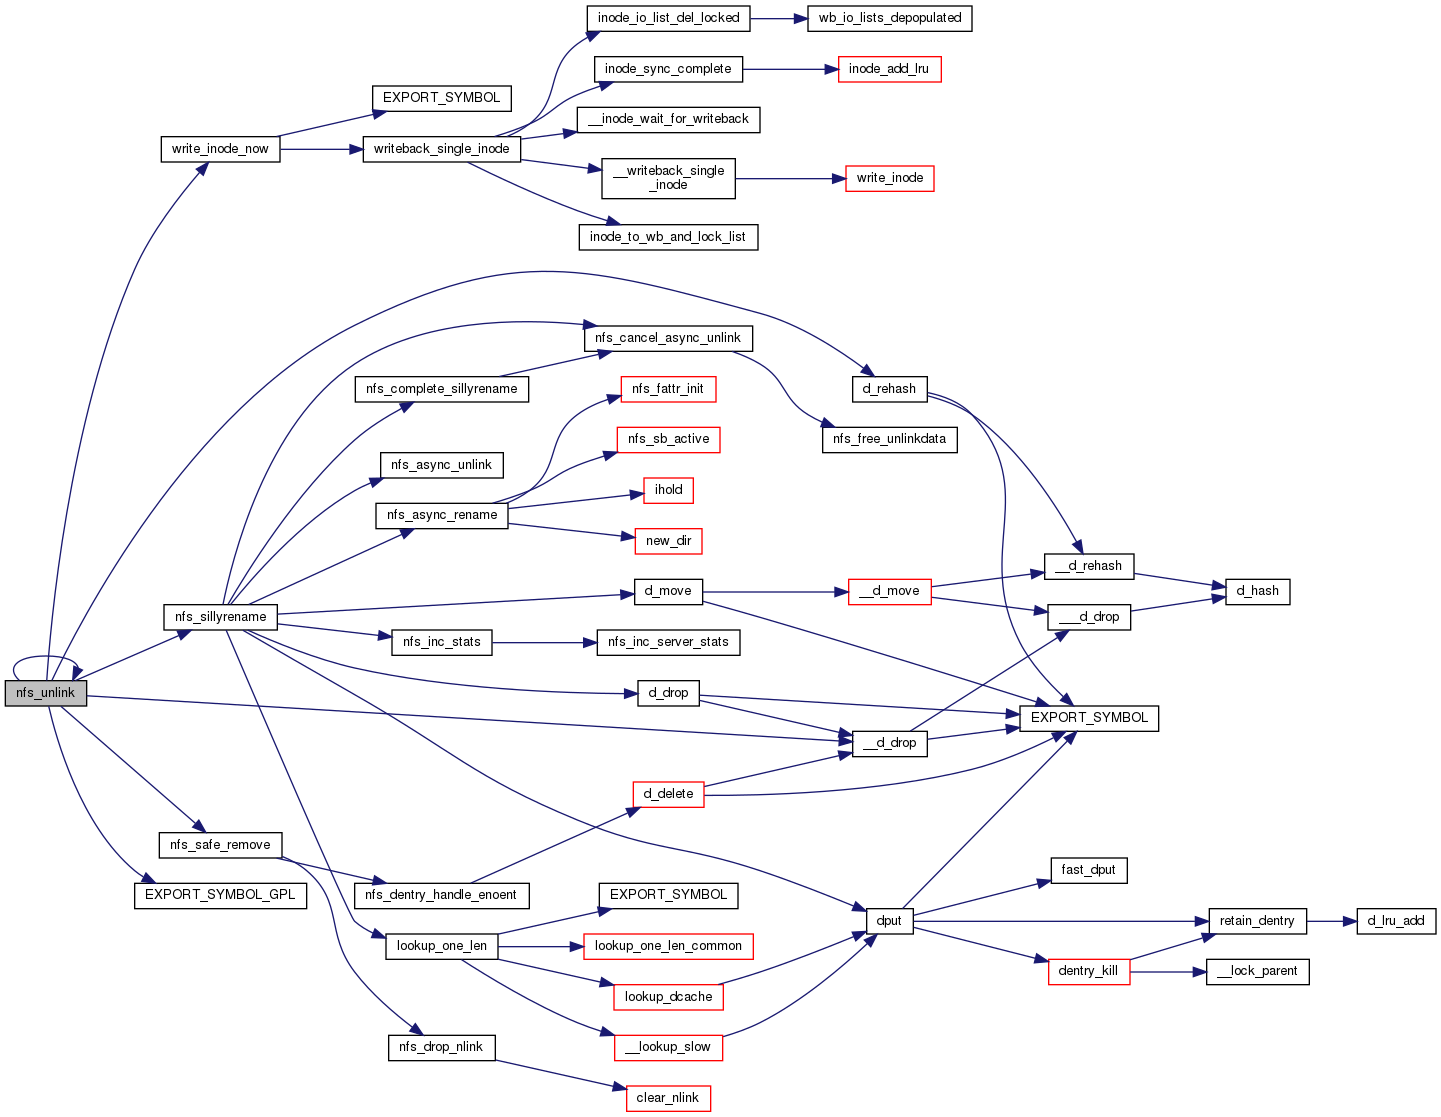 inode_io_list_del_locked
wb_io_lists_depopulated
inode_sync_complete
inode_add_lru
EXPORT_SYMBOL
__inode_wait_for_writeback
write_inode_now
writeback_single_inode
__writeback_single
_inode
write_inode
inode_to_wb_and_lock_list
nfs_cancel_async_unlink
nfs_complete_sillyrename
nfs_fattr_init
d_rehash
nfs_sb_active
nfs_free_unlinkdata
nfs_async_unlink
ihold
nfs_async_rename
new_dir
__d_rehash
d_move
__d_move
d_hash
nfs_sillyrename
___d_drop
nfs_inc_stats
nfs_inc_server_stats
nfs_unlink
d_drop
EXPORT_SYMBOL
__d_drop
d_delete
nfs_safe_remove
fast_dput
EXPORT_SYMBOL_GPL
nfs_dentry_handle_enoent
EXPORT_SYMBOL
dput
retain_dentry
d_lru_add
lookup_one_len
lookup_one_len_common
dentry_kill
__lock_parent
lookup_dcache
nfs_drop_nlink
__lookup_slow
clear_nlink